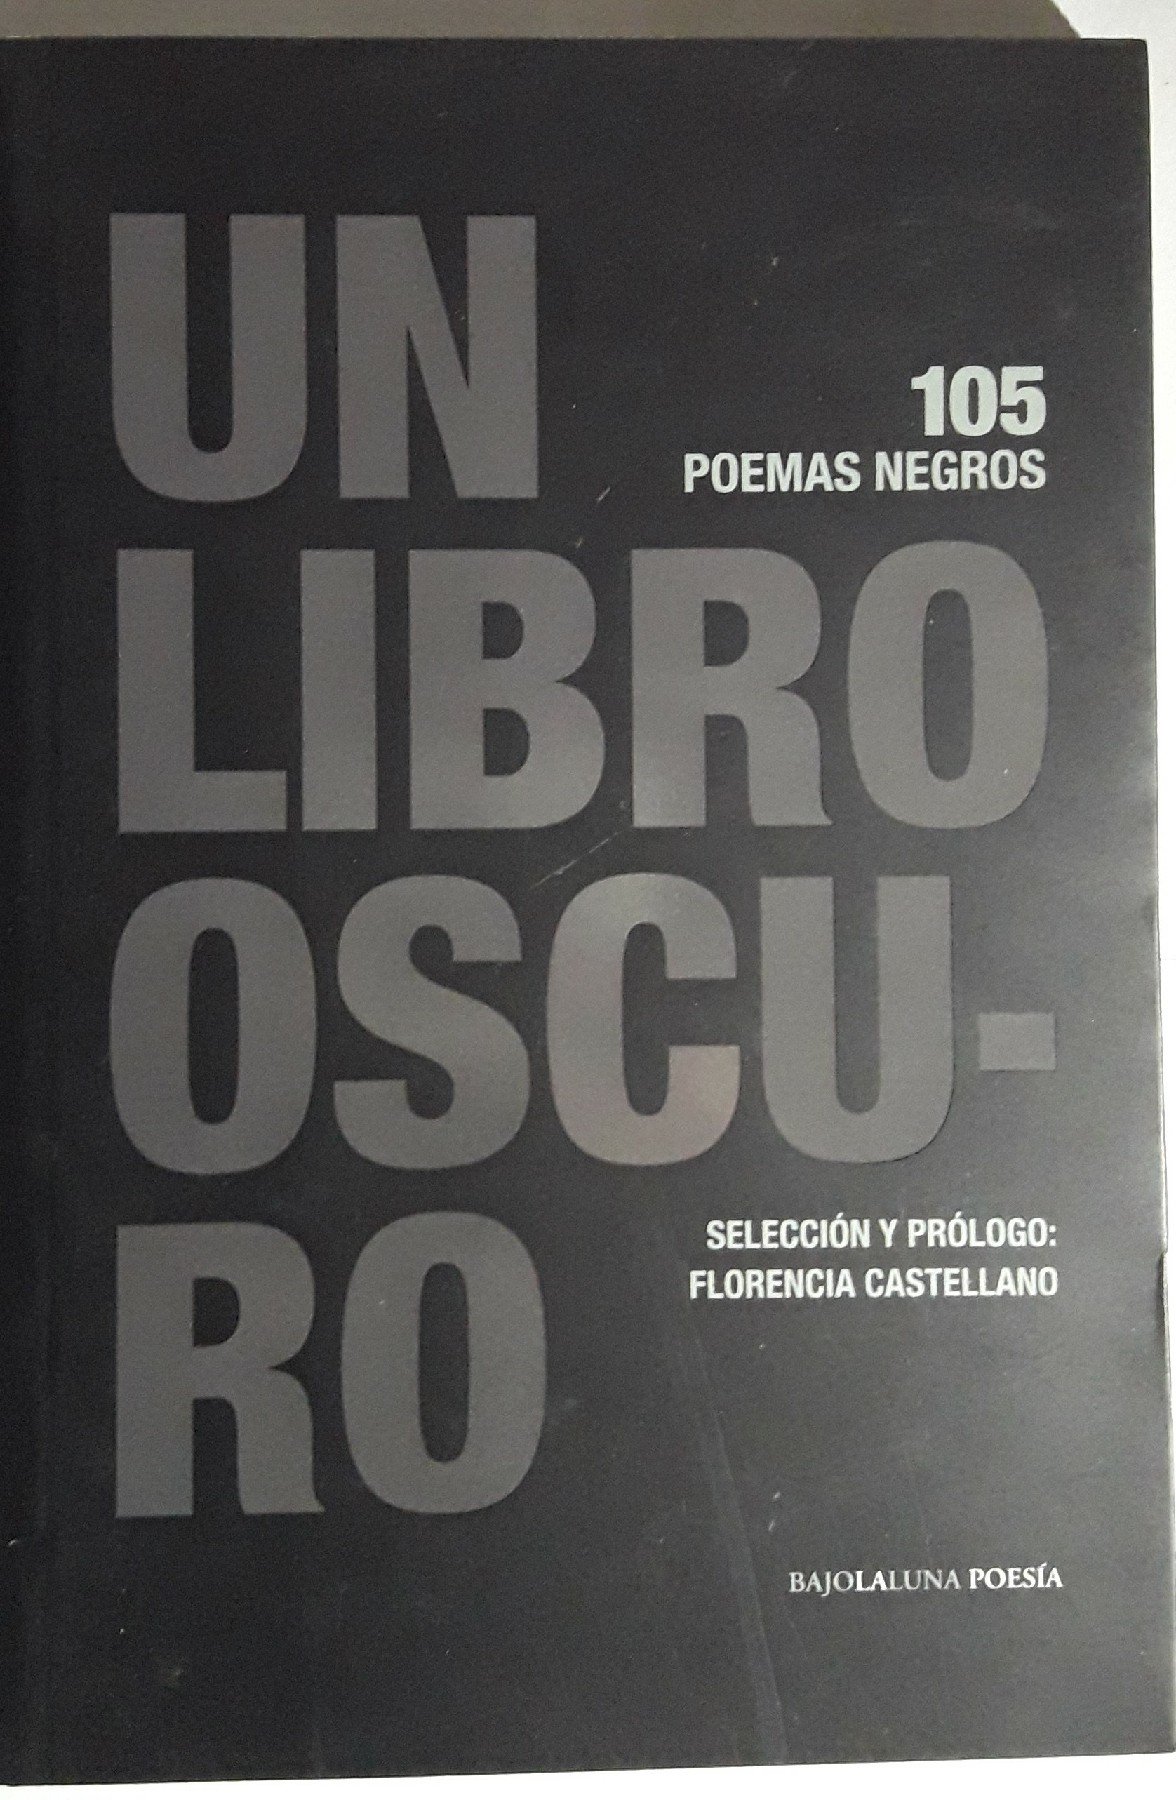 UN
105
POEMAS NEGROS
LIBRO
OSCU-
RO
SELECCIÓN Y PRÓLOGO:
FLORENCIA CASTELLANO
BAJOLALUNA POESÍA